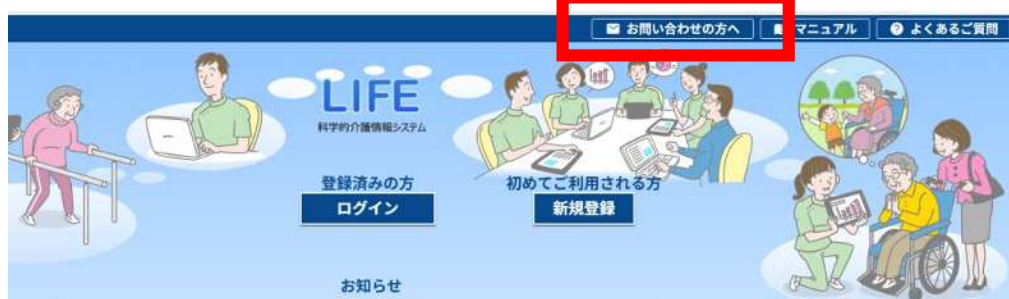 お問い合わせの方へ
マニュアル
よくあるご質問
LIFE
科学的介護情報システム
登録済みの方
初めてご利用される方
ログイン
新規登録
お知らせ